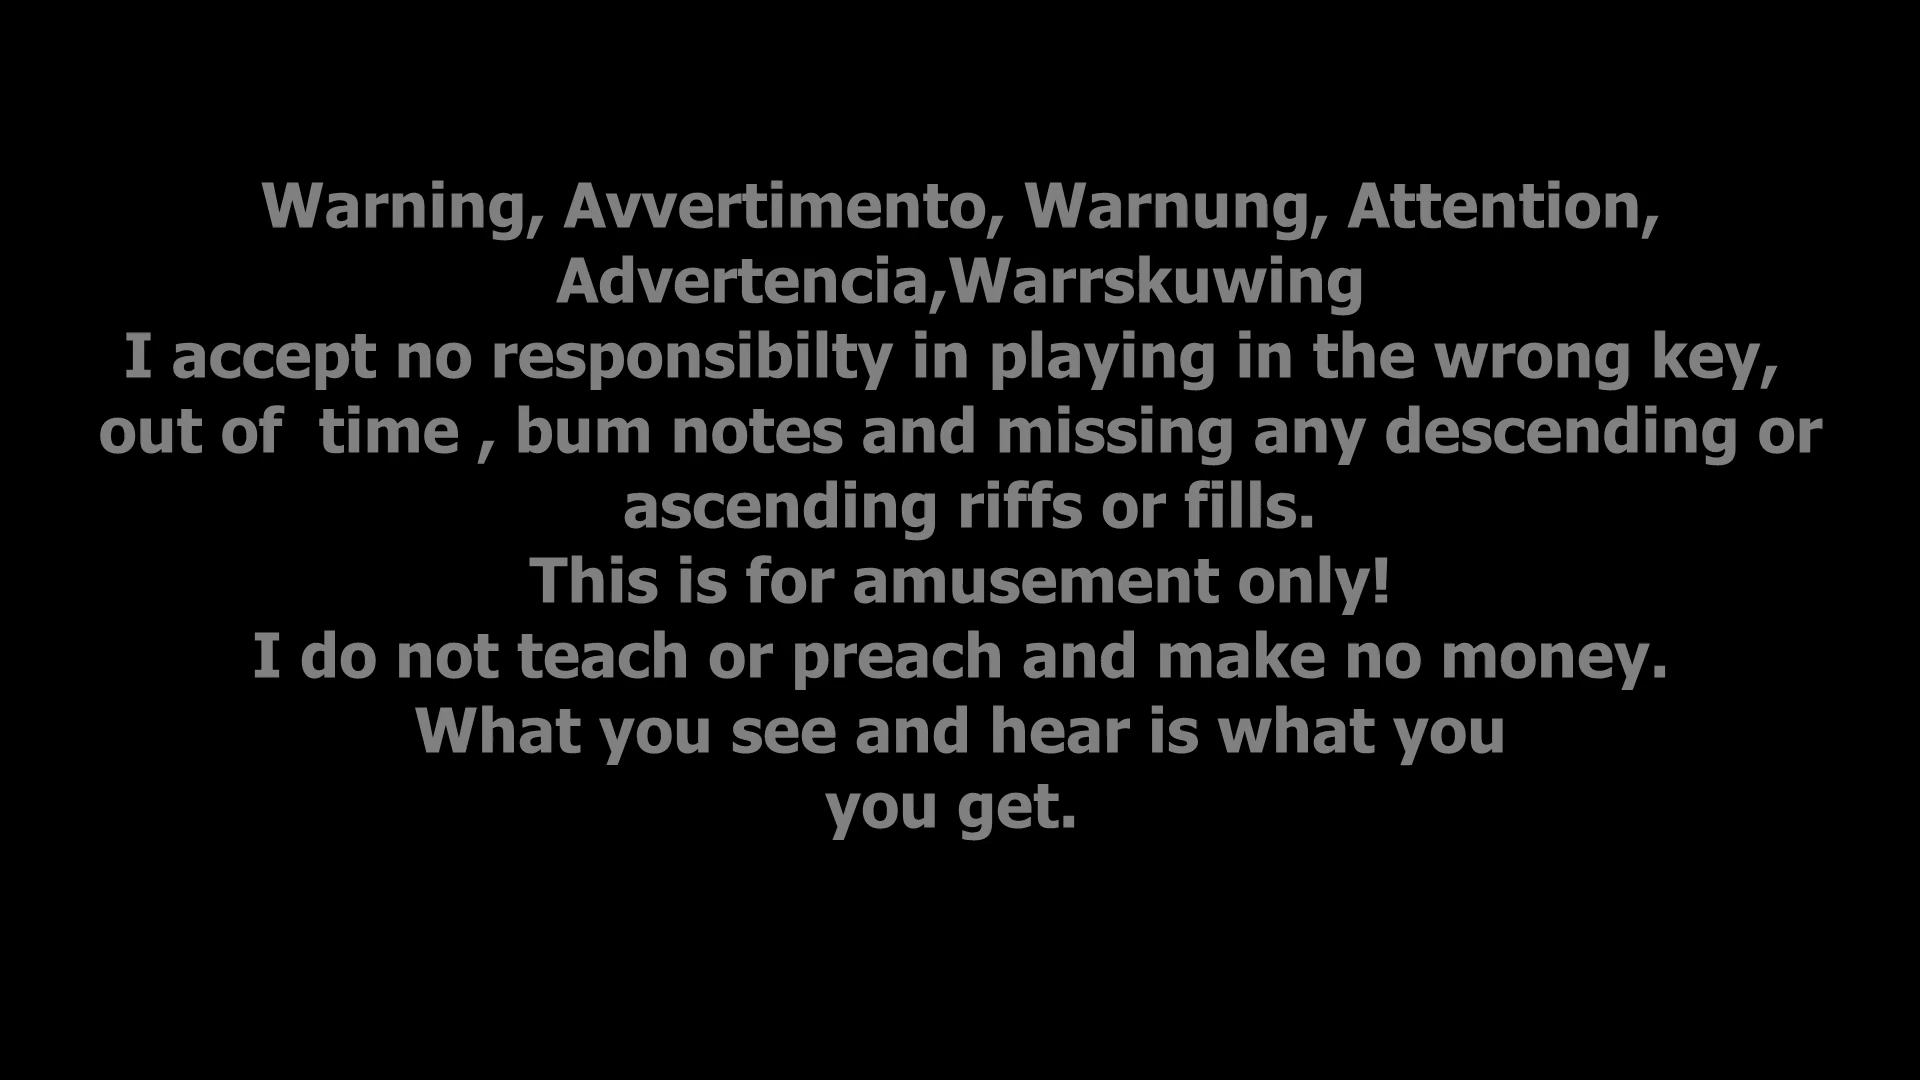 Warning, Avvertimento, Warnung, Attention,
Advertencia,Warrskuwing
I accept no responsibilty in playing in the wrong key,
out of  time , bum notes and missing any descending or
ascending riffs or fills.
This is for amusement only!
I do not teach or preach and make no money.
What you see and hear is what you
you get.